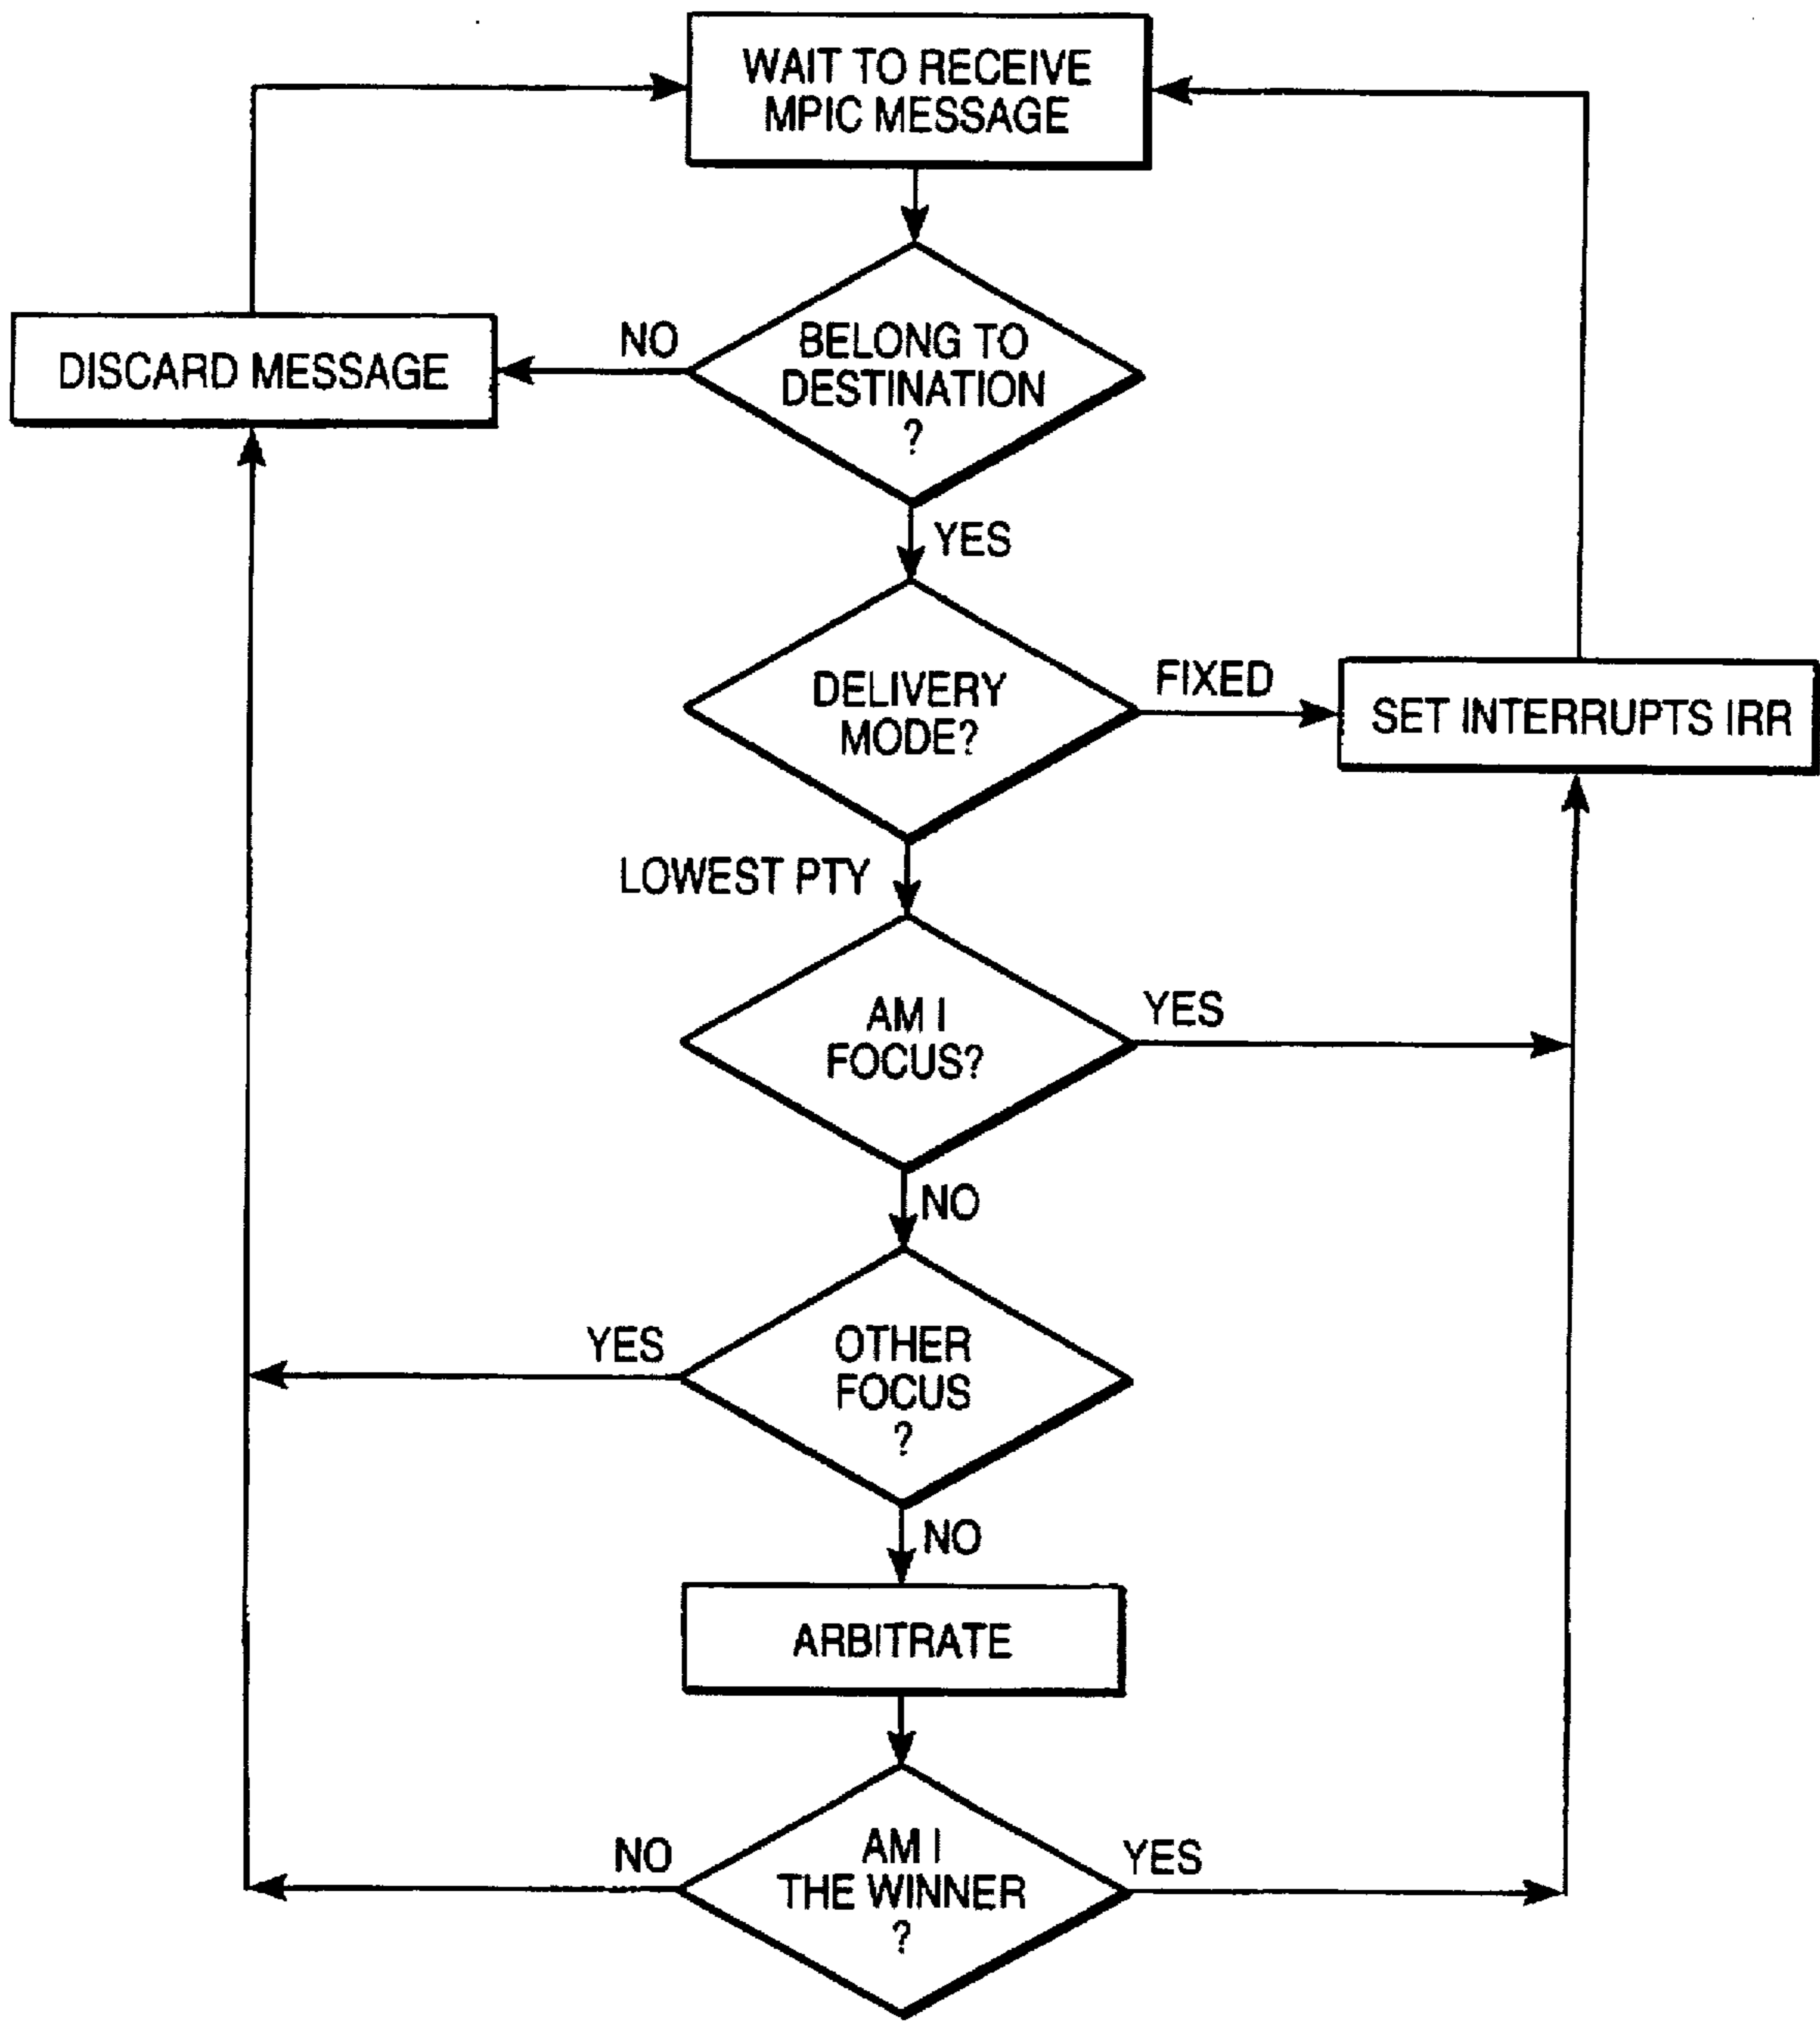 WAIT TO RECEIVE
MPIC MESSAGE
NO
BELONG TO
DESTINATION
?
DISCARD MESSAGE
YES
DELIVERY
MODE?
FIXED
SET INTERRUPTS IRR
LOWEST PTY
AM I
FOCUS?
YES
NO
YES
OTHER
FOCUS
?
NO
ARBITRATE
NO
AM I
THE WINNER
?
YES